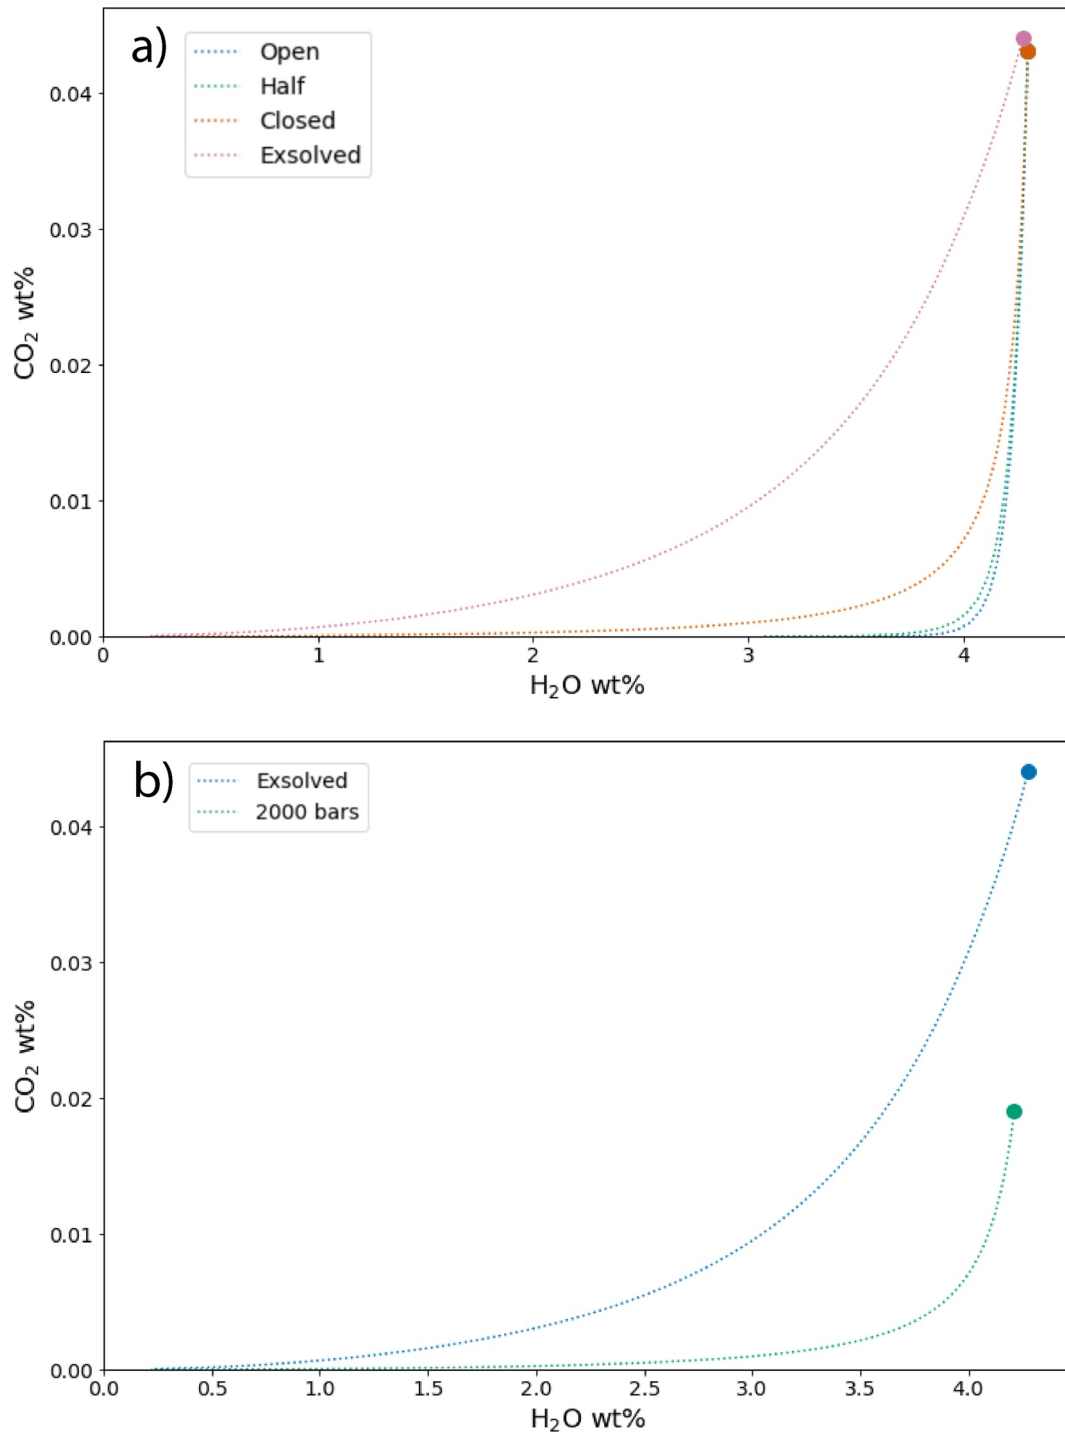 a)
Open
Half
Closed
Exsolved
0.04
0.03
0.02
0.01
0.00
CO₂ wt%
0 1 2 3 4
H₂O wt%
b)
Exsolved
2000 bars
0.04
0.03
0.02
0.01
0.00
CO₂ wt%
0.0 0.5 1.0 1.5 2.0 2.5 3.0 3.5 4.0
H₂O wt%